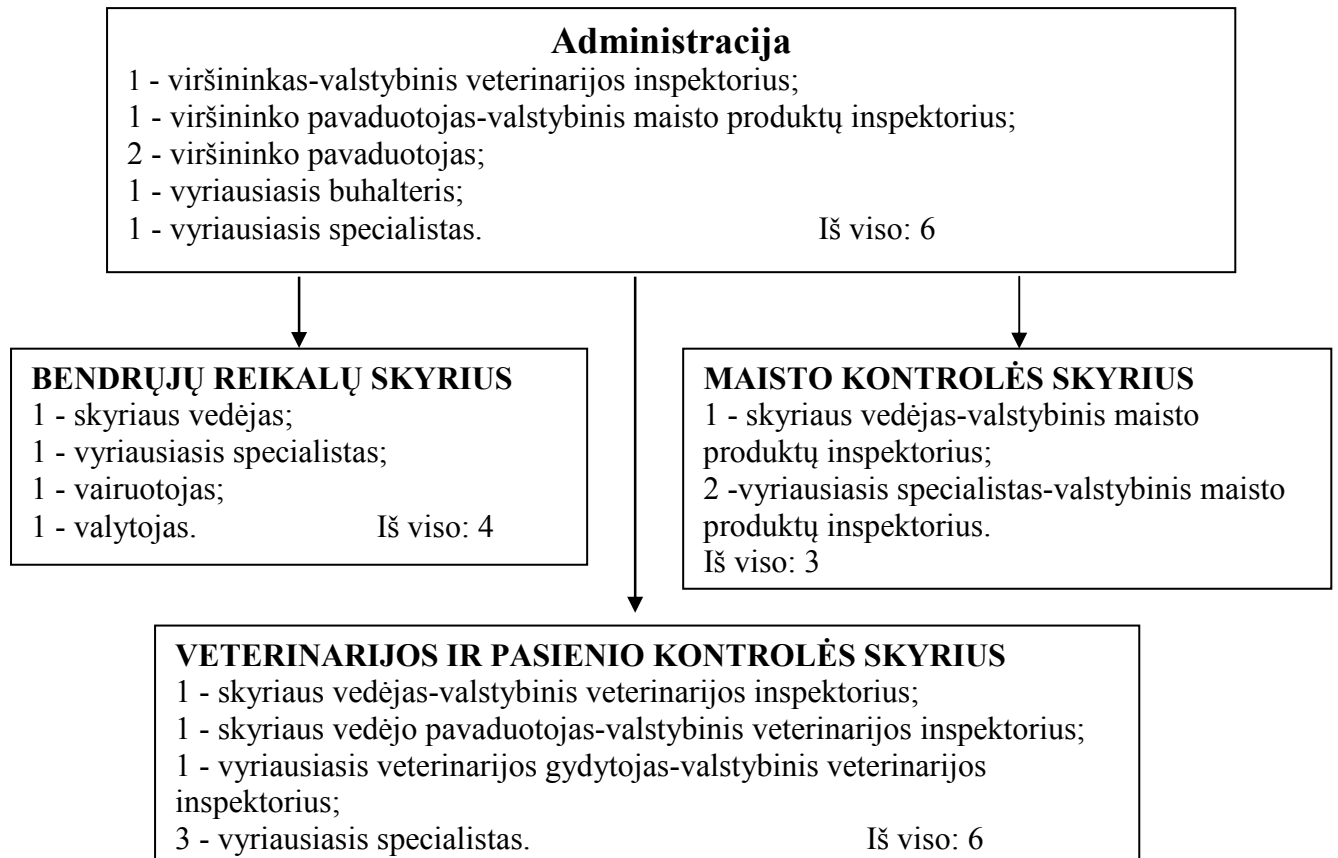 Administracija
1 - viršininkas-valstybinis veterinarijos inspektorius;
1 - viršininko pavaduotojas-valstybinis maisto produktų inspektorius;
2 - viršininko pavaduotojas;
1 - vyriausiasis buhalteris;
1 - vyriausiasis specialistas. Iš viso: 6
BENDRŲJŲ REIKALŲ SKYRIUS
1 - skyriaus vedėjas;
1 - vyriausiasis specialistas;
1 - vairuotojas;
1 - valytojas. Iš viso: 4
MAISTO KONTROLĖS SKYRIUS
1 - skyriaus vedėjas-valstybinis maisto
produktų inspektorius;
2 -vyriausiasis specialistas-valstybinis maisto
produktų inspektorius.
Iš viso: 3
VETERINARIJOS IR PASIENIO KONTROLĖS SKYRIUS
1 - skyriaus vedėjas-valstybinis veterinarijos inspektorius;
1 - skyriaus vedėjo pavaduotojas-valstybinis veterinarijos inspektorius;
1 - vyriausiasis veterinarijos gydytojas-valstybinis veterinarijos
inspektorius;
3 - vyriausiasis specialistas. Iš viso: 6